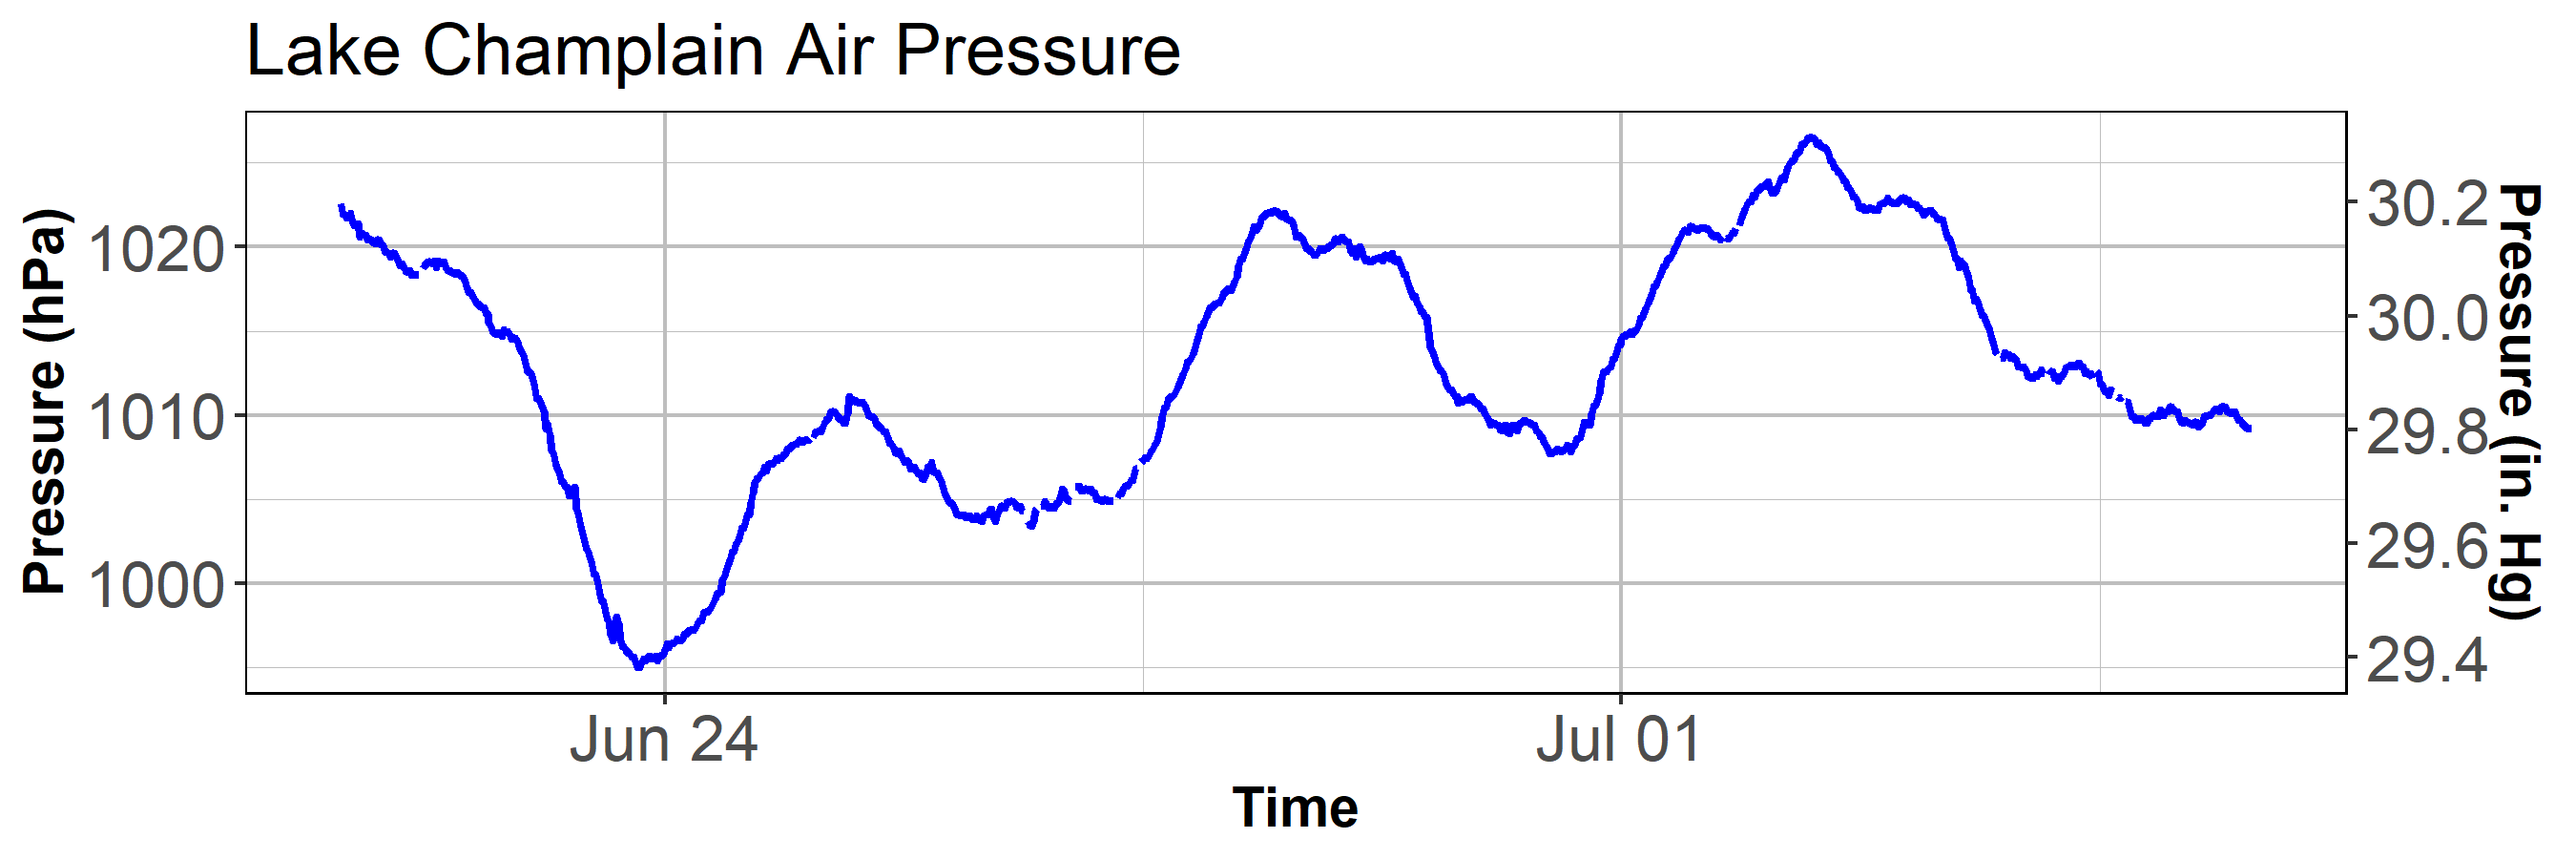 Lake Champlain Air Pressure
Pressure (hPa)
1020
1010
1000
30.2
30.0
29.8
29.6
29.4
Pressure (in. Hg)
Jun 24
Jul 01
Time